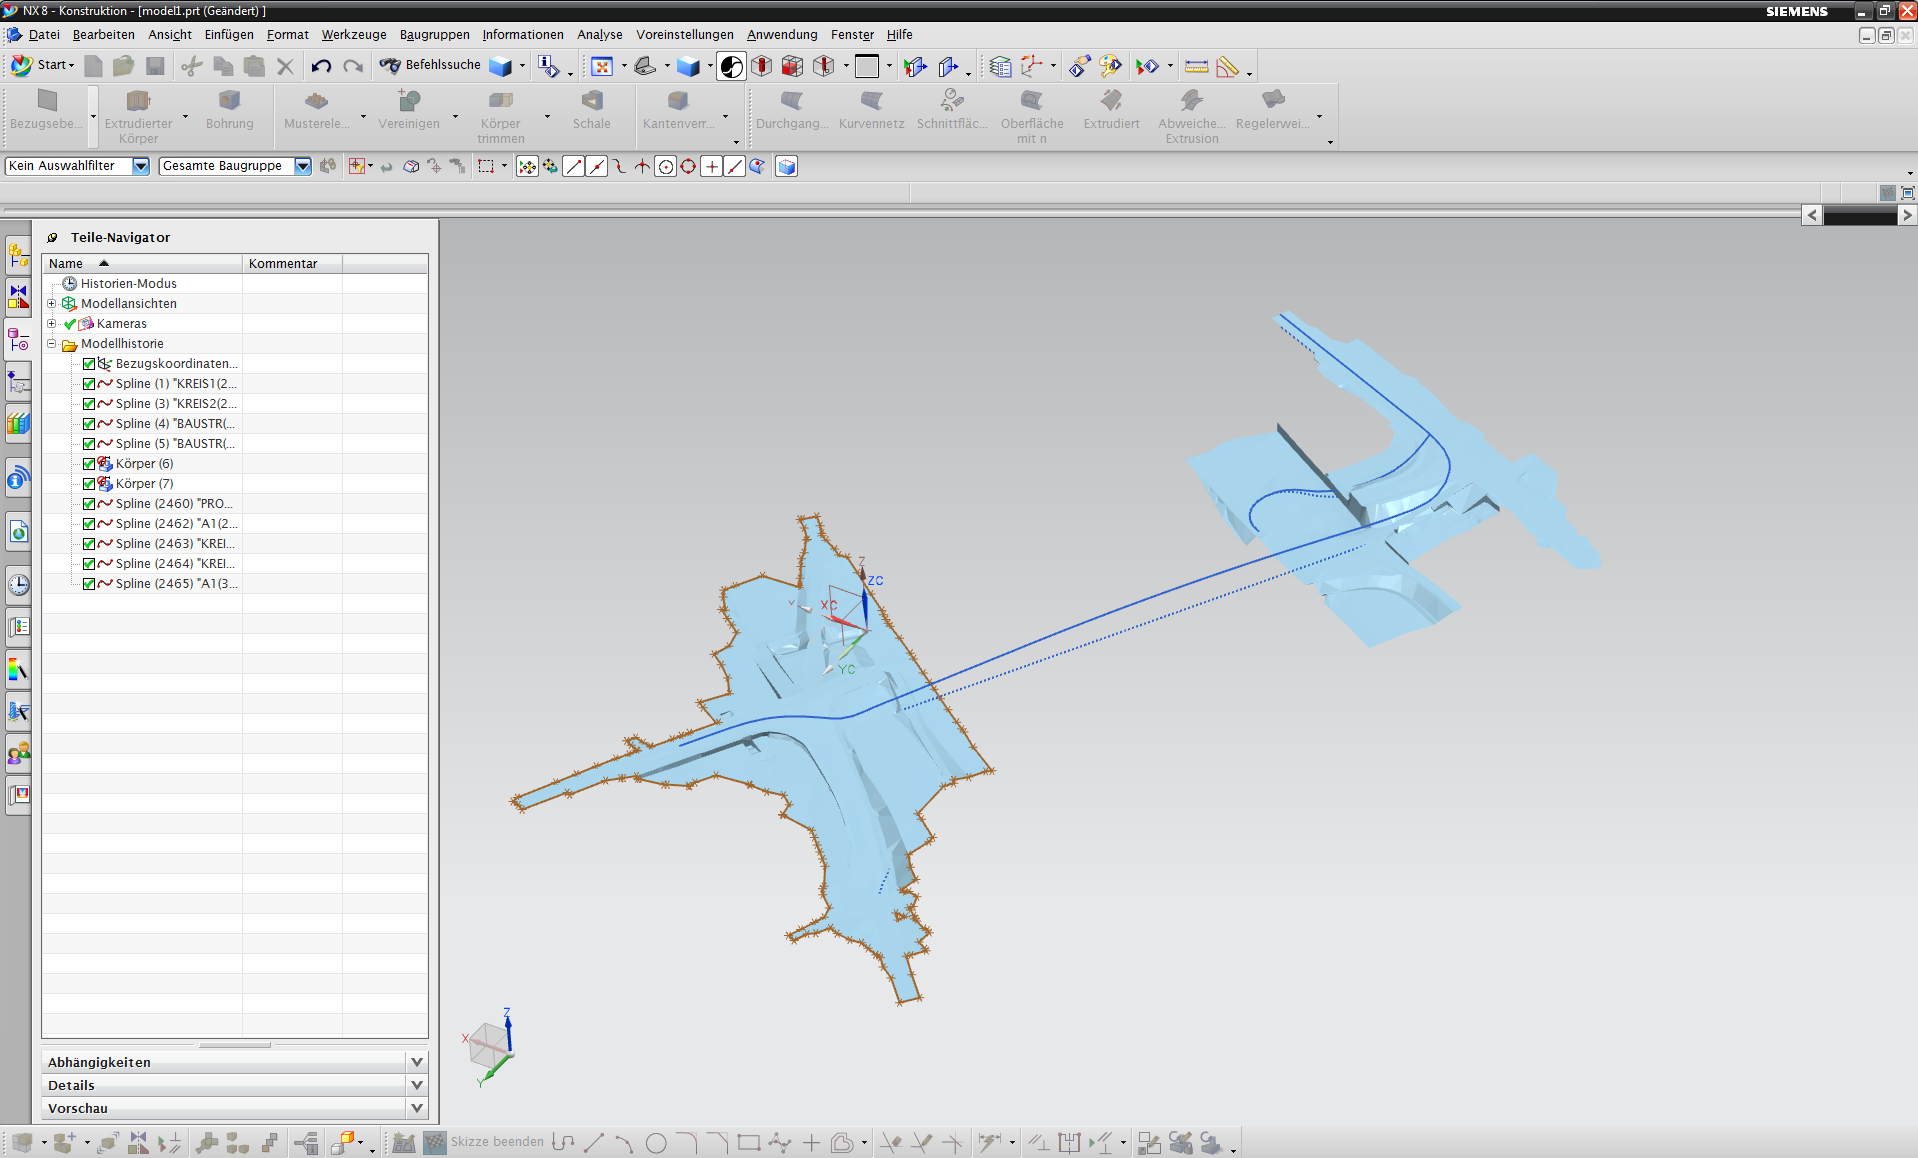 NX 8 - Konstruktion - [model1.prt (Geändert) ]
SIEMENS
Datei Bearbeiten Ansicht Einfügen Format Werkzeuge Baugruppen Informationen Analyse Voreinstellungen Anwendung Fenster Hilfe
Start Befehlssuche
Bezugsebe... Extrudierter Körper Bohrung Musterele... Vereinigen Körper trimmen Schale Kantenverr... Durchgang... Kurvennetz Schnittfläc... Oberfläche mit n Extrudiert Abweiche... Extrusion Regelerwei...
Kein Auswahlfilter Gesamte Baugruppe
Teile-Navigator
Name Kommentar
Historien-Modus
Modellansichten
Kameras
Modellhistorie
Bezugskoordinaten...
Spline (1) "KREIS1(2...
Spline (3) "KREIS2(2...
Spline (4) "BAUSTR(...
Spline (5) "BAUSTR(...
Körper (6)
Körper (7)
Spline (2460) "PRO...
Spline (2462) "A1(2...
Spline (2463) "KREI...
Spline (2464) "KREI...
Spline (2465) "A1(3...
Z
ZC
Y
XC
YC
Z
X
Y
Abhängigkeiten
Details
Vorschau
Skizze beenden